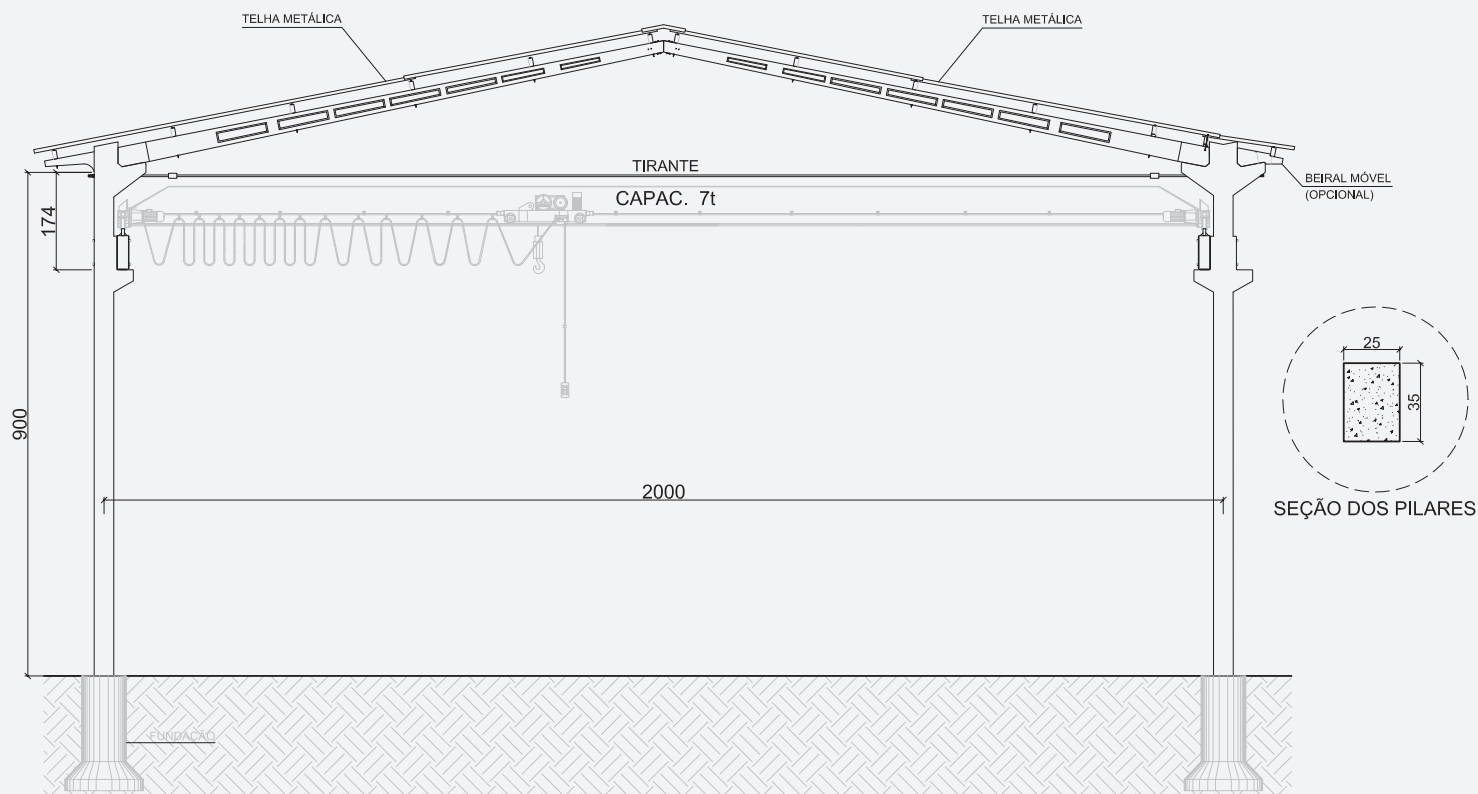 TELHA METÁLICA
TELHA METÁLICA
TIRANTE
CAPAC. 7t
BEIRAL MÓVEL
(OPCIONAL)
174
900
2000
25
35
SEÇÃO DOS PILARES
FUNDAÇÃO